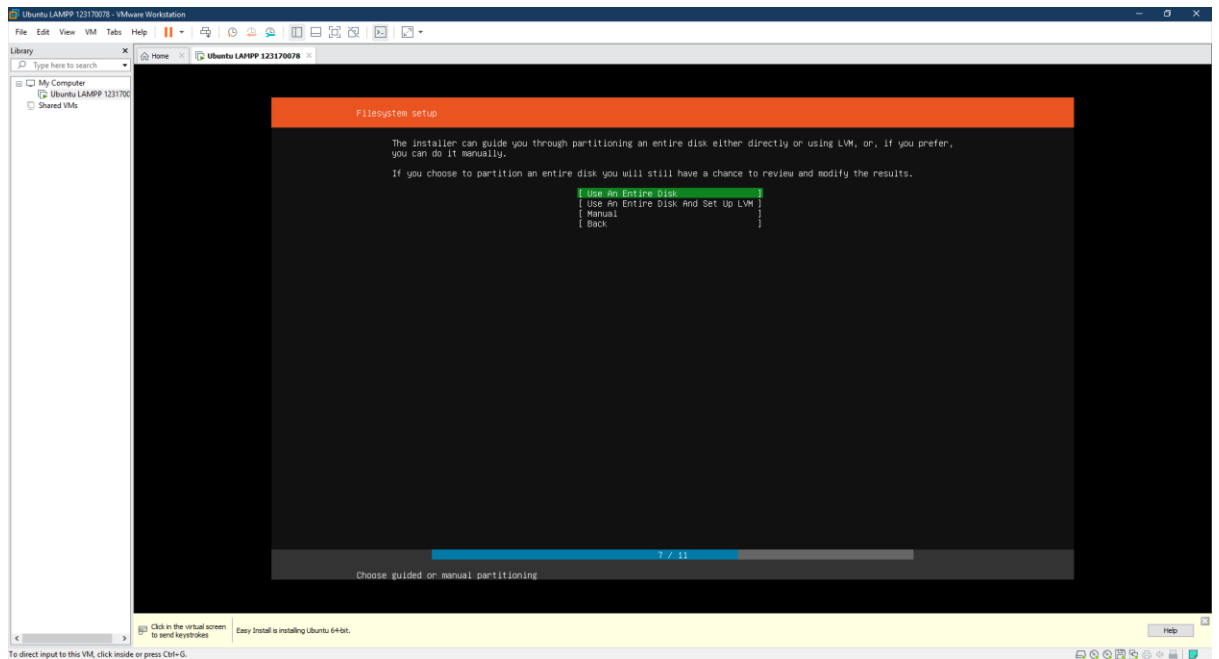 Ubuntu LAMPP 123170078 - VMware Workstation
File Edit View VM Tabs Help
Library
Type here to search
My Computer
Ubuntu LAMPP 1231700
Shared VMs
Home
Ubuntu LAMPP 123170078
Filesystem setup
The installer can guide you through partitioning an entire disk either directly or using LVM, or, if you prefer,
you can do it manually.
If you choose to partition an entire disk you will still have a chance to review and modify the results.
[ Use An Entire Disk ]
[ Use An Entire Disk And Set Up LVM ]
[ Manual ]
[ Back ]
7 / 11
Choose guided or manual partitioning
Click in the virtual screen
to send keystrokes
Easy Install is installing Ubuntu 64-bit.
Help
To direct input to this VM, click inside or press Ctrl+G.